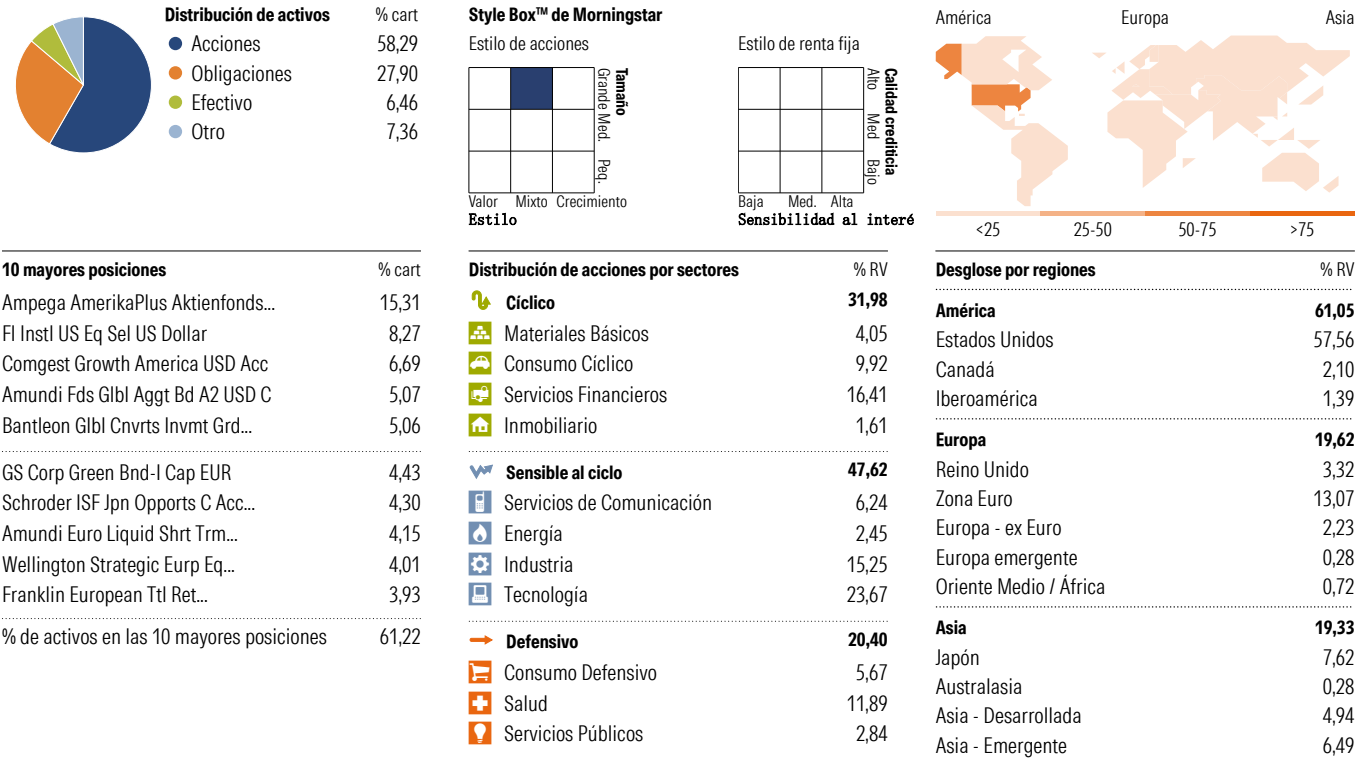 Distribución de activos % cart
Acciones 58,29
Obligaciones 27,90
Efectivo 6,46
Otro 7,36
Style Box™ de Morningstar
Estilo de acciones
Tamaño
Grande Med. Peq.
Valor Mixto Crecimiento
Estilo
Estilo de renta fija
Calidad crediticia
Alto Med Bajo
Baja Med. Alta
Sensibilidad al interé
América Europa Asia
<25 25-50 50-75 >75
10 mayores posiciones % cart
Ampega AmerikaPlus Aktienfonds... 15,31
FI Instl US Eq Sel US Dollar 8,27
Comgest Growth America USD Acc 6,69
Amundi Fds Glbl Aggt Bd A2 USD C 5,07
Bantleon Glbl Cnvrts Invmt Grd... 5,06
GS Corp Green Bnd-I Cap EUR 4,43
Schroder ISF Jpn Opports C Acc... 4,30
Amundi Euro Liquid Shrt Trm... 4,15
Wellington Strategic Eurp Eq... 4,01
Franklin European Ttl Ret... 3,93
% de activos en las 10 mayores posiciones 61,22
Distribución de acciones por sectores % RV
Cíclico 31,98
Materiales Básicos 4,05
Consumo Cíclico 9,92
Servicios Financieros 16,41
Inmobiliario 1,61
Sensible al ciclo 47,62
Servicios de Comunicación 6,24
Energía 2,45
Industria 15,25
Tecnología 23,67
Defensivo 20,40
Consumo Defensivo 5,67
Salud 11,89
Servicios Públicos 2,84
Desglose por regiones % RV
América 61,05
Estados Unidos 57,56
Canadá 2,10
Iberoamérica 1,39
Europa 19,62
Reino Unido 3,32
Zona Euro 13,07
Europa - ex Euro 2,23
Europa emergente 0,28
Oriente Medio / África 0,72
Asia 19,33
Japón 7,62
Australasia 0,28
Asia - Desarrollada 4,94
Asia - Emergente 6,49